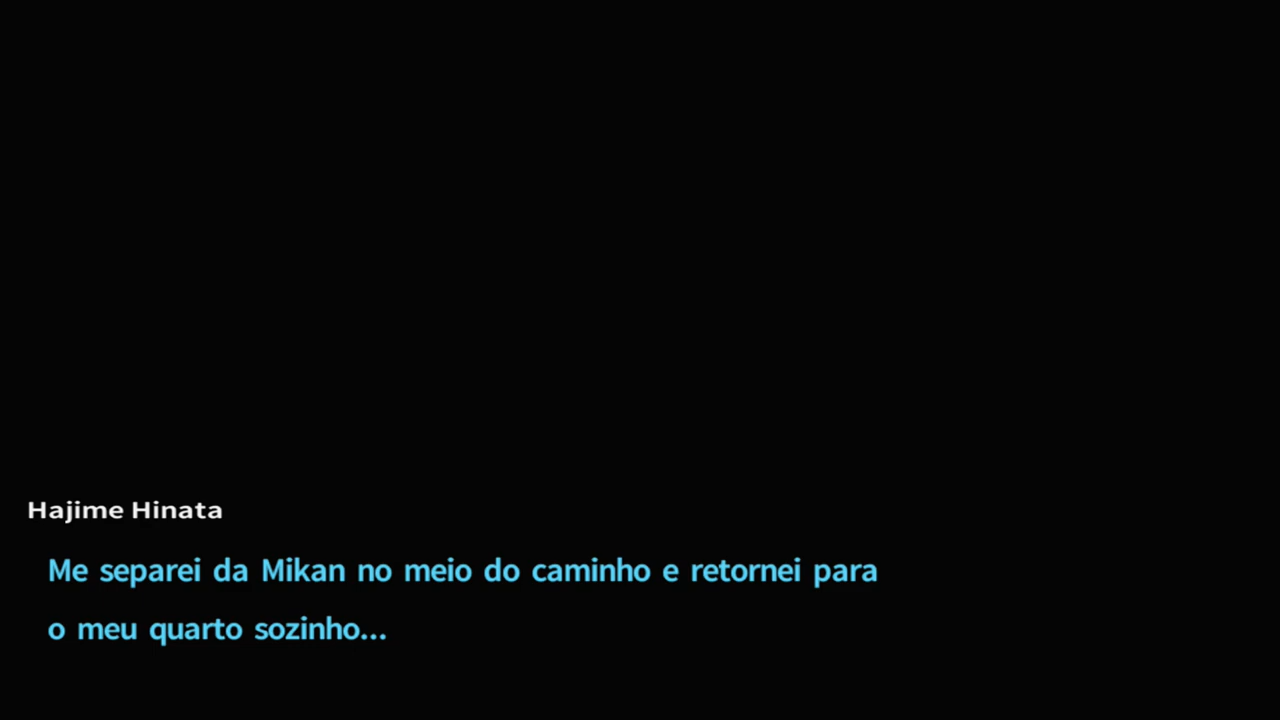 Hajime Hinata
Me separei da Mikan no meio do caminho e retornei para
o meu quarto sozinho...